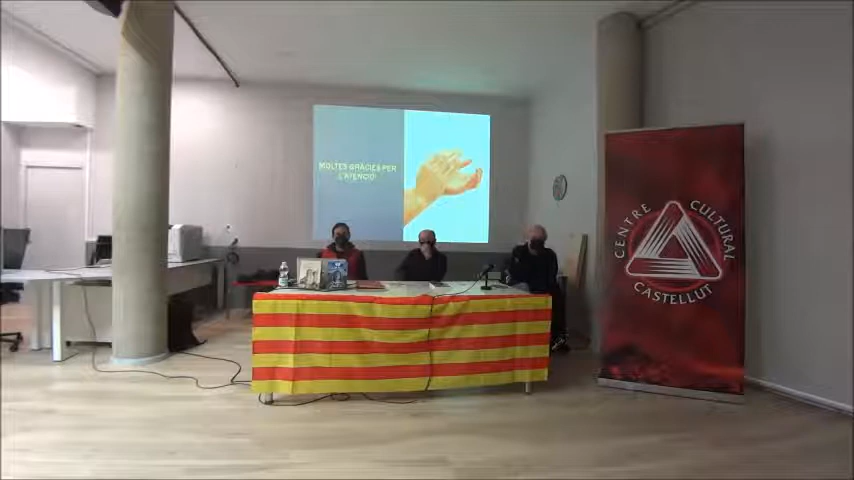 MOLTES GRÀCIES PER
L'ATENCIÓ!
CENTRE CULTURAL
CASTELLUT